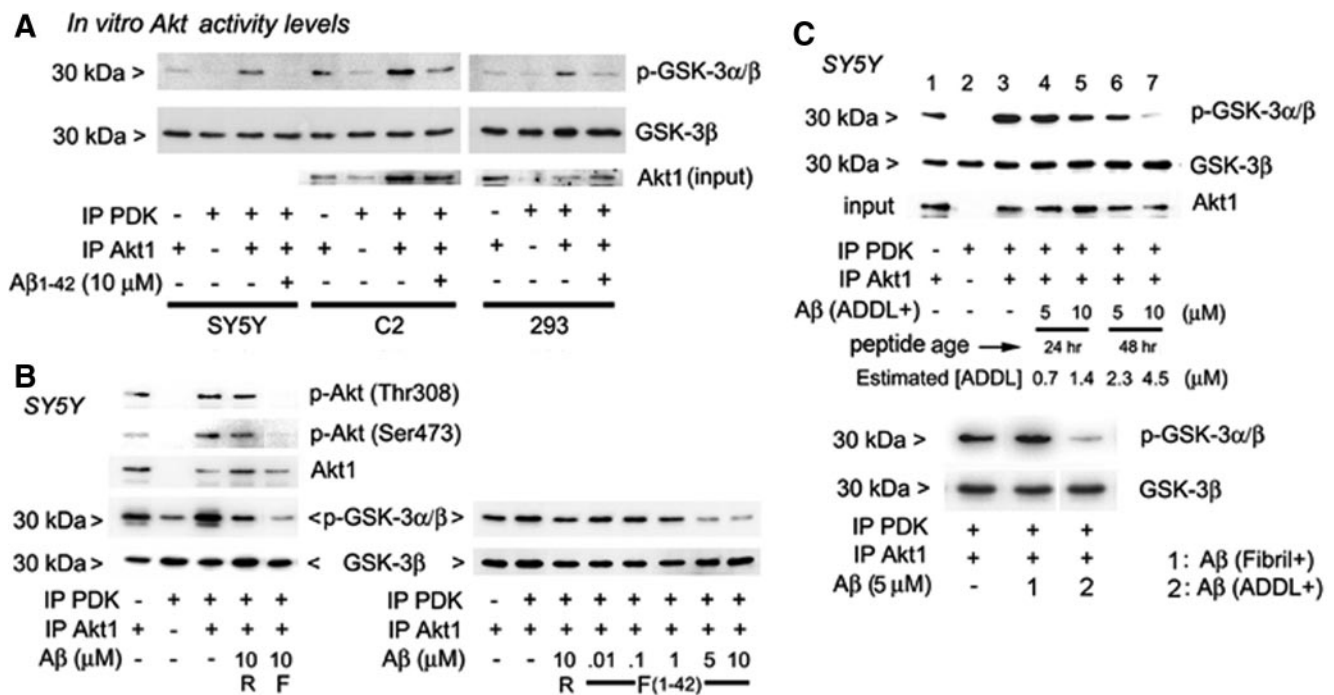 A In vitro Akt activity levels
30 kDa > p-GSK-3α/β
30 kDa > GSK-3β
Akt1 (input)
IP PDK - + + + - + + + - + + +
IP Akt1 + - + + + - + + + - + +
Aβ1-42 (10 μM) - - - + - - - + - - - +
SY5Y C2 293
B
SY5Y
p-Akt (Thr308)
p-Akt (Ser473)
Akt1
30 kDa > <p-GSK-3α/β>
30 kDa > < GSK-3β >
IP PDK - + + + +
IP Akt1 + - + + +
Aβ (μM) - - - 10 10
R F
IP PDK - + + + + + + +
IP Akt1 + + + + + + + +
Aβ (μM) - - 10 .01 .1 1 5 10
R F(1-42)
C
SY5Y
1 2 3 4 5 6 7
30 kDa > p-GSK-3α/β
30 kDa > GSK-3β
input Akt1
IP PDK - + + + + + +
IP Akt1 + - + + + + +
Aβ (ADDL+) - - - 5 10 5 10 (μM)
peptide age 24 hr 48 hr
Estimated [ADDL] 0.7 1.4 2.3 4.5 (μM)
30 kDa > p-GSK-3α/β
30 kDa > GSK-3β
IP PDK + + +
IP Akt1 + + +
Aβ (5 μM) - 1 2
1: Aβ (Fibril+)
2: Aβ (ADDL+)